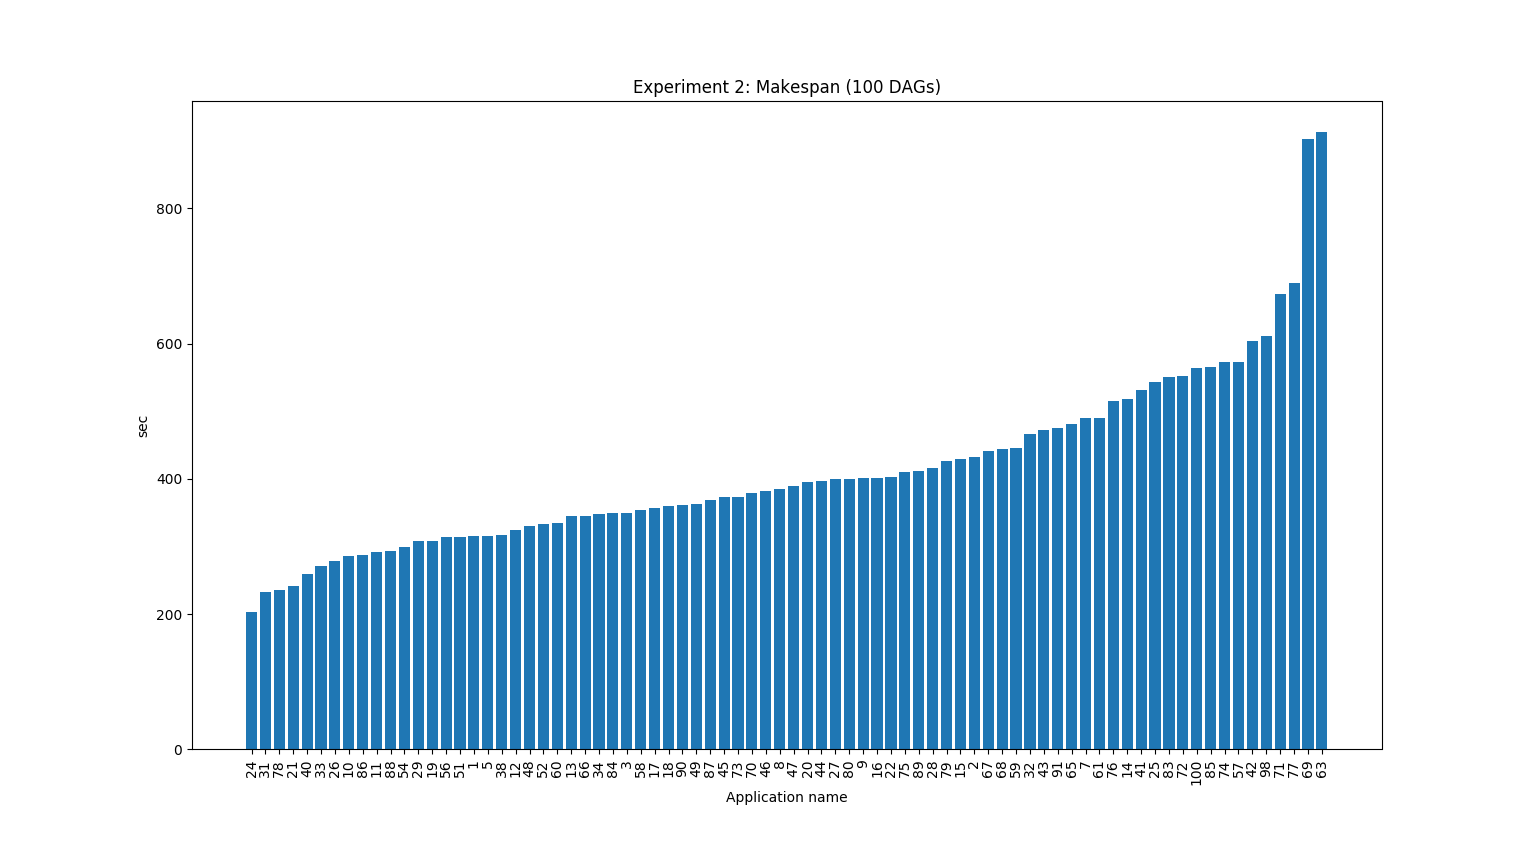 Experiment 2: Makespan (100 DAGs)
800
600
400
200
0
sec
24 31 78 21 40 33 26 10 86 11 88 54 29 19 56 51 1 5 38 12 48 52 60 13 66 34 84 3 58 17 18 90 49 87 45 73 70 46 8 47 20 44 27 80 9 16 22 75 89 28 79 15 2 67 68 59 32 43 91 65 7 61 76 14 41 25 83 72 100 85 74 57 42 98 71 77 69 63
Application name